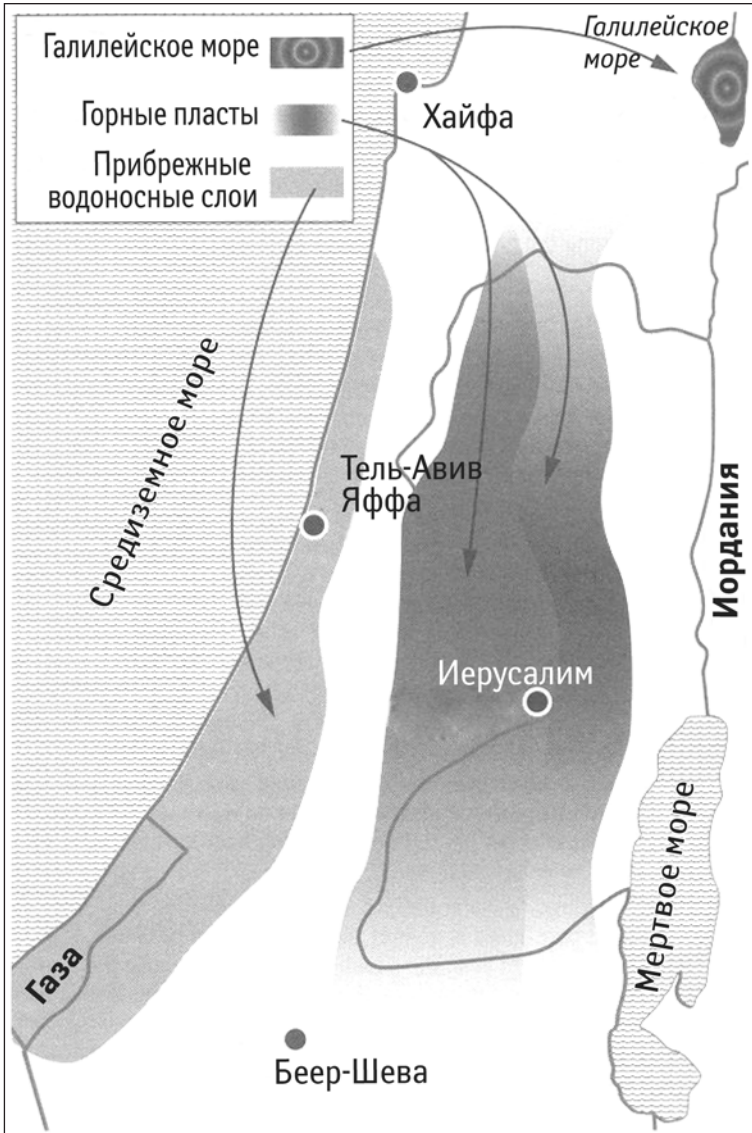 Галилейское море
Горные пласты
Прибрежные
водоносные слои
Галилейское
море
Хайфа
Средиземное море
Тель-Авив
Яффа
Иордания
Иерусалим
Мертвое море
Газа
Беер-Шева